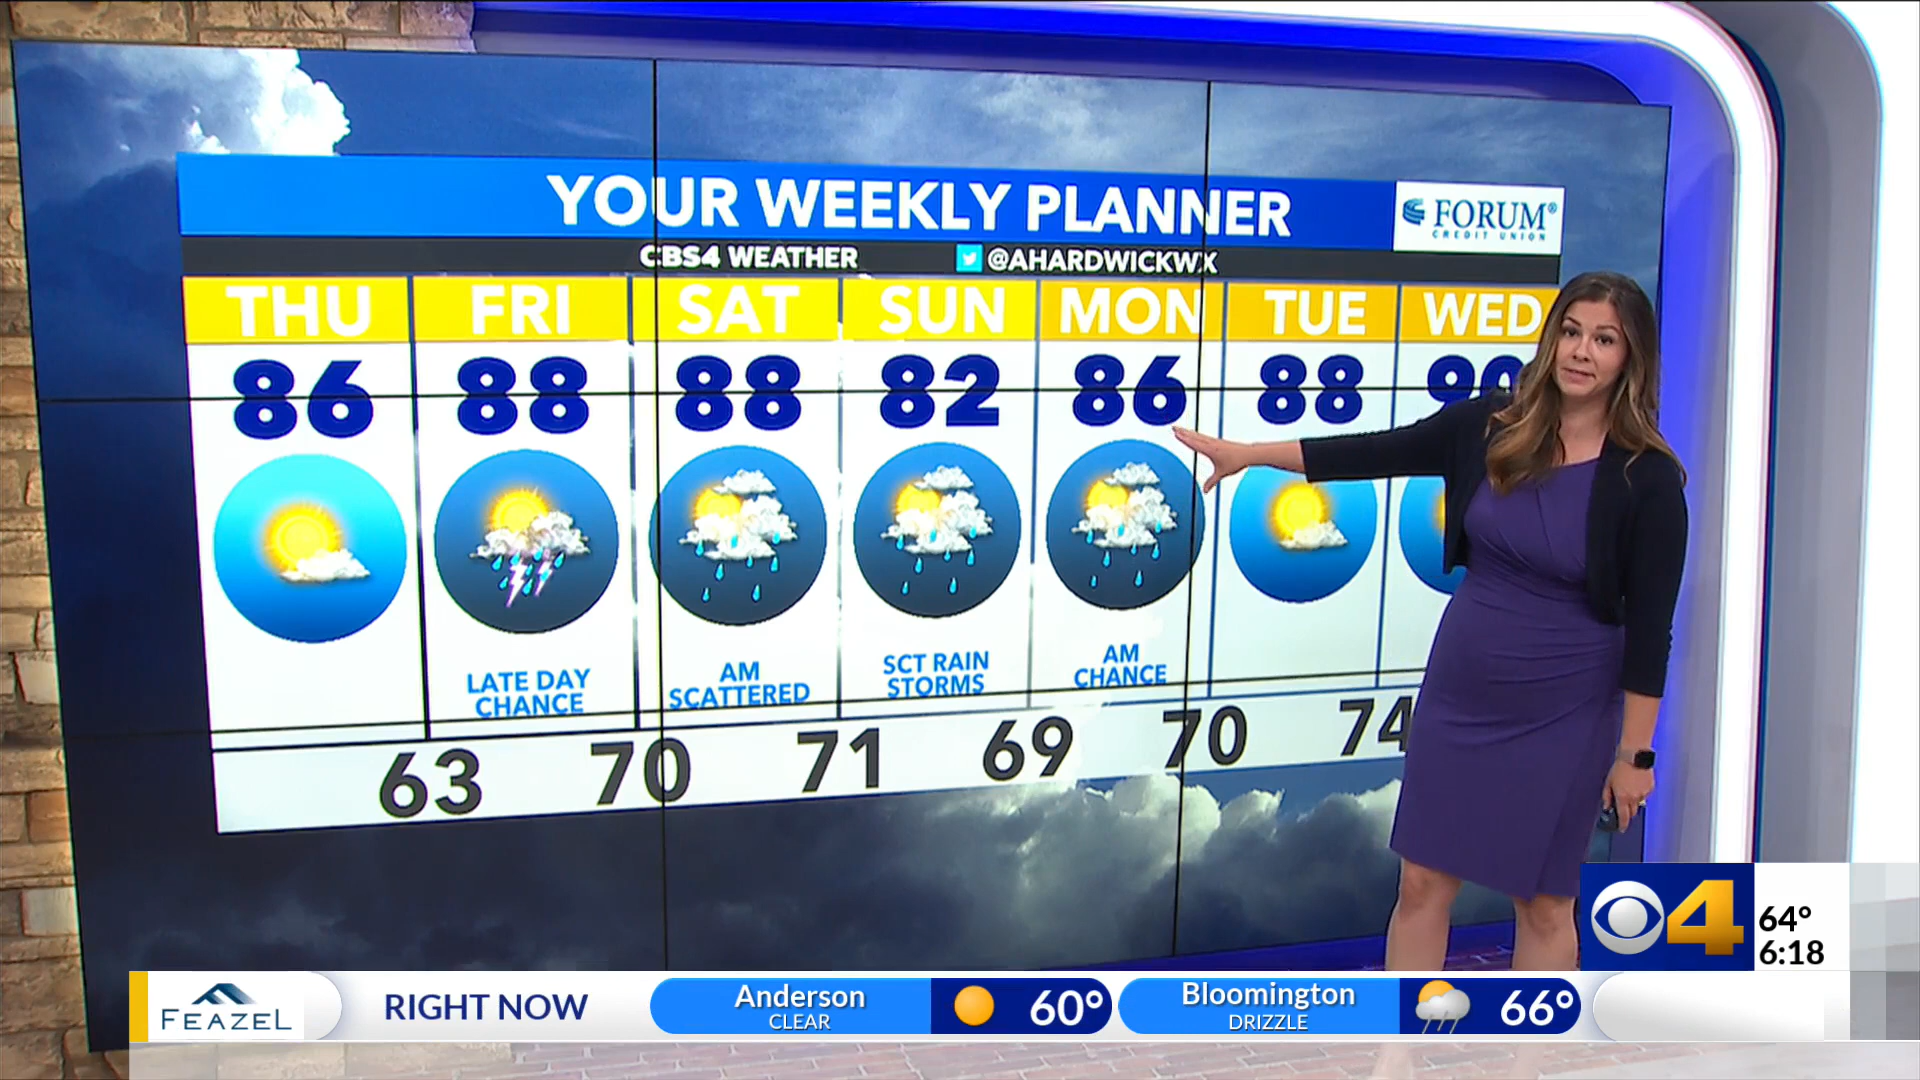 YOUR WEEKLY PLANNER
FORUM®
CREDIT UNION
CBS4 WEATHER @AHARDWICKWX
THU FRI SAT SUN MON TUE WED
86 88 88 82 86 88 90
LATE DAY CHANCE
AM SCATTERED
SCT RAIN STORMS
AM CHANCE
63 70 71 69 70 74
4
64°
6:18
FEAZEL
RIGHT NOW
Anderson
CLEAR
60°
Bloomington
DRIZZLE
66°